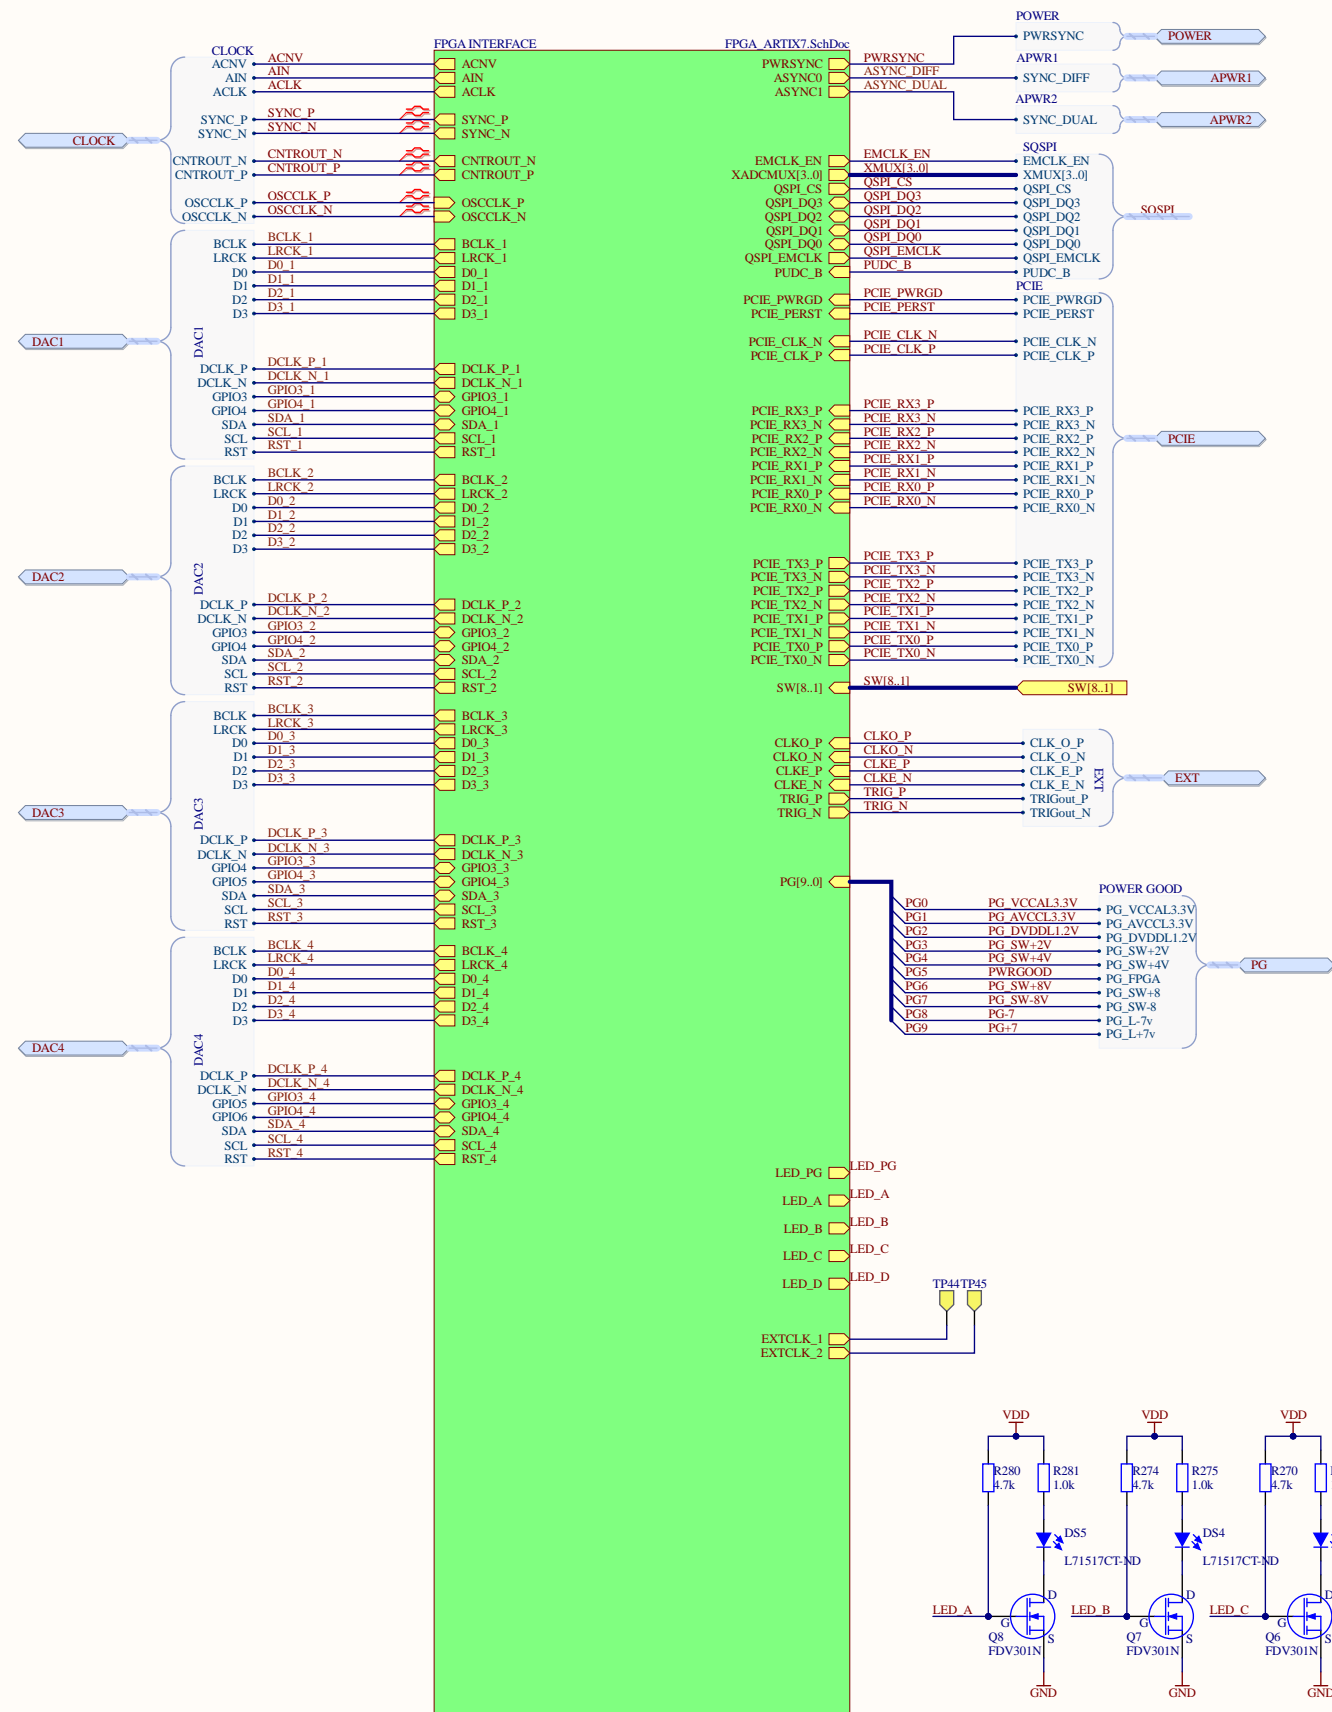 FPGA INTERFACE
FPGA_ARTIX7.SchDoc
CLOCK
CLOCK
ACNV ACNV ACNV
AIN AIN AIN
ACLK ACLK ACLK
SYNC_P SYNC_P SYNC_P
SYNC_N SYNC_N SYNC_N
CNTROUT_N CNTROUT_N CNTROUT_N
CNTROUT_P CNTROUT_P CNTROUT_P
OSCCLK_P OSCCLK_P OSCCLK_P
OSCCLK_N OSCCLK_N OSCCLK_N
DAC1
DAC1
BCLK BCLK_1 BCLK_1
LRCK LRCK_1 LRCK_1
D0 D0_1 D0_1
D1 D1_1 D1_1
D2 D2_1 D2_1
D3 D3_1 D3_1
DCLK_P DCLK_P_1 DCLK_P_1
DCLK_N DCLK_N_1 DCLK_N_1
GPIO3 GPIO3_1 GPIO3_1
GPIO4 GPIO4_1 GPIO4_1
SDA SDA_1 SDA_1
SCL SCL_1 SCL_1
RST RST_1 RST_1
DAC2
DAC2
BCLK BCLK_2 BCLK_2
LRCK LRCK_2 LRCK_2
D0 D0_2 D0_2
D1 D1_2 D1_2
D2 D2_2 D2_2
D3 D3_2 D3_2
DCLK_P DCLK_P_2 DCLK_P_2
DCLK_N DCLK_N_2 DCLK_N_2
GPIO3 GPIO3_2 GPIO3_2
GPIO4 GPIO4_2 GPIO4_2
SDA SDA_2 SDA_2
SCL SCL_2 SCL_2
RST RST_2 RST_2
DAC3
DAC3
BCLK BCLK_3 BCLK_3
LRCK LRCK_3 LRCK_3
D0 D0_3 D0_3
D1 D1_3 D1_3
D2 D2_3 D2_3
D3 D3_3 D3_3
DCLK_P DCLK_P_3 DCLK_P_3
DCLK_N DCLK_N_3 DCLK_N_3
GPIO4 GPIO3_3 GPIO3_3
GPIO5 GPIO4_3 GPIO4_3
SDA SDA_3 SDA_3
SCL SCL_3 SCL_3
RST RST_3 RST_3
DAC4
DAC4
BCLK BCLK_4 BCLK_4
LRCK LRCK_4 LRCK_4
D0 D0_4 D0_4
D1 D1_4 D1_4
D2 D2_4 D2_4
D3 D3_4 D3_4
DCLK_P DCLK_P_4 DCLK_P_4
DCLK_N DCLK_N_4 DCLK_N_4
GPIO5 GPIO3_4 GPIO3_4
GPIO6 GPIO4_4 GPIO4_4
SDA SDA_4 SDA_4
SCL SCL_4 SCL_4
RST RST_4 RST_4
POWER
PWRSYNC PWRSYNC PWRSYNC POWER
APWR1
ASYNC0 ASYNC_DIFF SYNC_DIFF APWR1
APWR2
ASYNC1 ASYNC_DUAL SYNC_DUAL APWR2
SQSPI
EMCLK_EN EMCLK_EN EMCLK_EN
XADCMUX[3..0] XMUX[3..0] XMUX[3..0]
QSPI_CS QSPI_CS QSPI_CS
QSPI_DQ3 QSPI_DQ3 QSPI_DQ3
QSPI_DQ2 QSPI_DQ2 QSPI_DQ2 SQSPI
QSPI_DQ1 QSPI_DQ1 QSPI_DQ1
QSPI_DQ0 QSPI_DQ0 QSPI_DQ0
QSPI_EMCLK QSPI_EMCLK QSPI_EMCLK
PUDC_B PUDC_B PUDC_B
PCIE
PCIE_PWRGD PCIE_PWRGD PCIE_PWRGD
PCIE_PERST PCIE_PERST PCIE_PERST
PCIE_CLK_N PCIE_CLK_N PCIE_CLK_N
PCIE_CLK_P PCIE_CLK_P PCIE_CLK_P
PCIE_RX3_P PCIE_RX3_P PCIE_RX3_P
PCIE_RX3_N PCIE_RX3_N PCIE_RX3_N
PCIE_RX2_P PCIE_RX2_P PCIE_RX2_P PCIE
PCIE_RX2_N PCIE_RX2_N PCIE_RX2_N
PCIE_RX1_P PCIE_RX1_P PCIE_RX1_P
PCIE_RX1_N PCIE_RX1_N PCIE_RX1_N
PCIE_RX0_P PCIE_RX0_P PCIE_RX0_P
PCIE_RX0_N PCIE_RX0_N PCIE_RX0_N
PCIE_TX3_P PCIE_TX3_P PCIE_TX3_P
PCIE_TX3_N PCIE_TX3_N PCIE_TX3_N
PCIE_TX2_P PCIE_TX2_P PCIE_TX2_P
PCIE_TX2_N PCIE_TX2_N PCIE_TX2_N
PCIE_TX1_P PCIE_TX1_P PCIE_TX1_P
PCIE_TX1_N PCIE_TX1_N PCIE_TX1_N
PCIE_TX0_P PCIE_TX0_P PCIE_TX0_P
PCIE_TX0_N PCIE_TX0_N PCIE_TX0_N
SW[8..1] SW[8..1] SW[8..1]
CLKO_P CLKO_P CLK_O_P
CLKO_N CLKO_N CLK_O_N
CLKE_P CLKE_P CLK_E_P
EXT
EXT
CLKE_N CLKE_N CLK_E_N
TRIG_P TRIG_P TRIGout_P
TRIG_N TRIG_N TRIGout_N
PG[9..0]
POWER GOOD
PG0 PG_VCCAL3.3V PG_VCCAL3.3V
PG1 PG_AVCCL3.3V PG_AVCCL3.3V
PG2 PG_DVDDL1.2V PG_DVDDL1.2V
PG3 PG_SW+2V PG_SW+2V
PG4 PG_SW+4V PG_SW+4V PG
PG5 PWRGOOD PG_FPGA
PG6 PG_SW+8V PG_SW+8
PG7 PG_SW-8V PG_SW-8
PG8 PG-7 PG_L-7v
PG9 PG+7 PG_L+7v
LED_PG LED_PG
LED_A LED_A
LED_B LED_B
LED_C LED_C
LED_D LED_D
TP44 TP45
EXTCLK_1
EXTCLK_2
VDD VDD VDD
R280 R281 R274 R275 R270
4.7k 1.0k 4.7k 1.0k 4.7k
DS5 DS4
L71517CT-ND L71517CT-ND
D D D
LED_A LED_B LED_C
G G G
Q8 S Q7 S Q6 S
FDV301N FDV301N FDV301N
GND GND GND